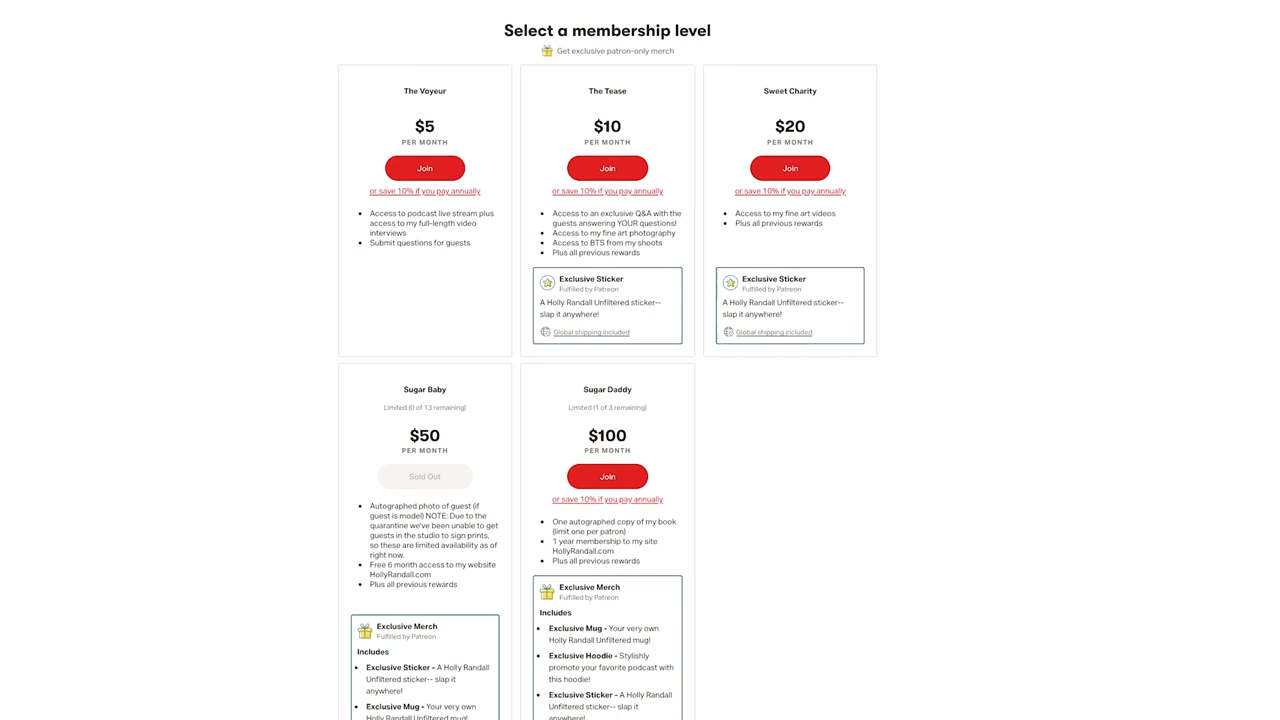 Select a membership level
Get exclusive patron-only merch
The Voyeur
$5
PER MONTH
Join
or save 10% if you pay annually
Access to podcast live stream plus
access to my full-length video
interviews
Submit questions for guests
The Tease
$10
PER MONTH
Join
or save 10% if you pay annually
Access to an exclusive Q&A with the
guests answering YOUR questions!
Access to my fine art photography
Access to BTS from my shoots
Plus all previous rewards
Exclusive Sticker
Fulfilled by Patreon
A Holly Randall Unfiltered sticker--
slap it anywhere!
Global shipping included
Sweet Charity
$20
PER MONTH
Join
or save 10% if you pay annually
Access to my fine art videos
Plus all previous rewards
Exclusive Sticker
Fulfilled by Patreon
A Holly Randall Unfiltered sticker--
slap it anywhere!
Global shipping included
Sugar Baby
Limited (0 of 13 remaining)
$50
PER MONTH
Sold Out
Autographed photo of guest (if
guest is model) NOTE: Due to the
quarantine we've been unable to get
guests in the studio to sign prints,
so these are limited availability as of
right now.
Free 6 month access to my website
HollyRandall.com
Plus all previous rewards
Exclusive Merch
Fulfilled by Patreon
Includes
Exclusive Sticker - A Holly Randall
Unfiltered sticker-- slap it
anywhere!
Exclusive Mug - Your very own
Holly Randall Unfiltered mug!
Sugar Daddy
Limited (1 of 3 remaining)
$100
PER MONTH
Join
or save 10% if you pay annually
One autographed copy of my book
(limit one per patron)
1 year membership to my site
HollyRandall.com
Plus all previous rewards
Exclusive Merch
Fulfilled by Patreon
Includes
Exclusive Mug - Your very own
Holly Randall Unfiltered mug!
Exclusive Hoodie - Stylishly
promote your favorite podcast with
this hoodie!
Exclusive Sticker - A Holly Randall
Unfiltered sticker-- slap it
anywhere!